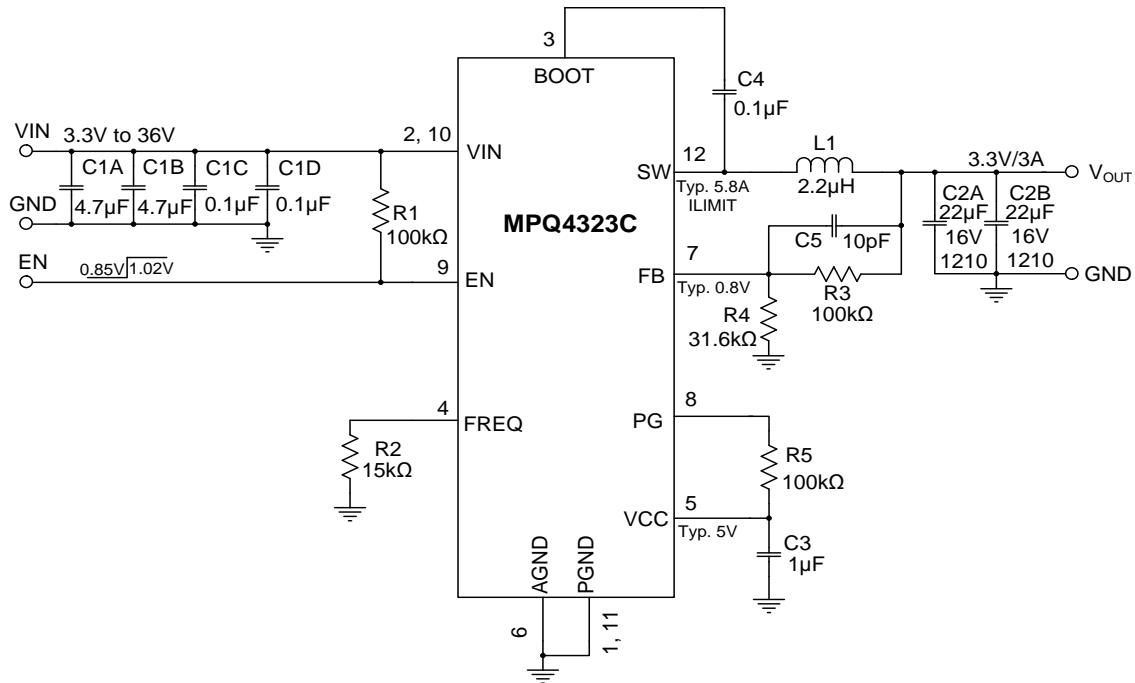 3
BOOT
C4
0.1µF
VIN
3.3V to 36V
2, 10
VIN
C1A
C1B
C1C
C1D
4.7µF
4.7µF
0.1µF
0.1µF
GND
R1
100kΩ
EN
0.85V
1.02V
9
EN
MPQ4323C
SW
12
Typ. 5.8A
ILIMIT
L1
2.2µH
3.3V/3A
VOUT
C2A
22µF
16V
1210
C2B
22µF
16V
1210
GND
C5
10pF
FB
7
Typ. 0.8V
R3
100kΩ
R4
31.6kΩ
4
FREQ
R2
15kΩ
PG
8
R5
100kΩ
VCC
5
Typ. 5V
C3
1µF
AGND
PGND
6
1, 11